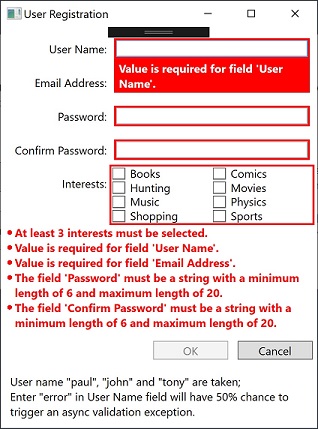 User Registration
User Name:
Value is required for field 'User
Name'.
Email Address:
Password:
Confirm Password:
Interests:
Books
Comics
Hunting
Movies
Music
Physics
Shopping
Sports
• At least 3 interests must be selected.
• Value is required for field 'User Name'.
• Value is required for field 'Email Address'.
• The field 'Password' must be a string with a minimum
length of 6 and maximum length of 20.
• The field 'Confirm Password' must be a string with a
minimum length of 6 and maximum length of 20.
OK
Cancel
User name "paul", "john" and "tony" are taken;
Enter "error" in User Name field will have 50% chance to
trigger an async validation exception.